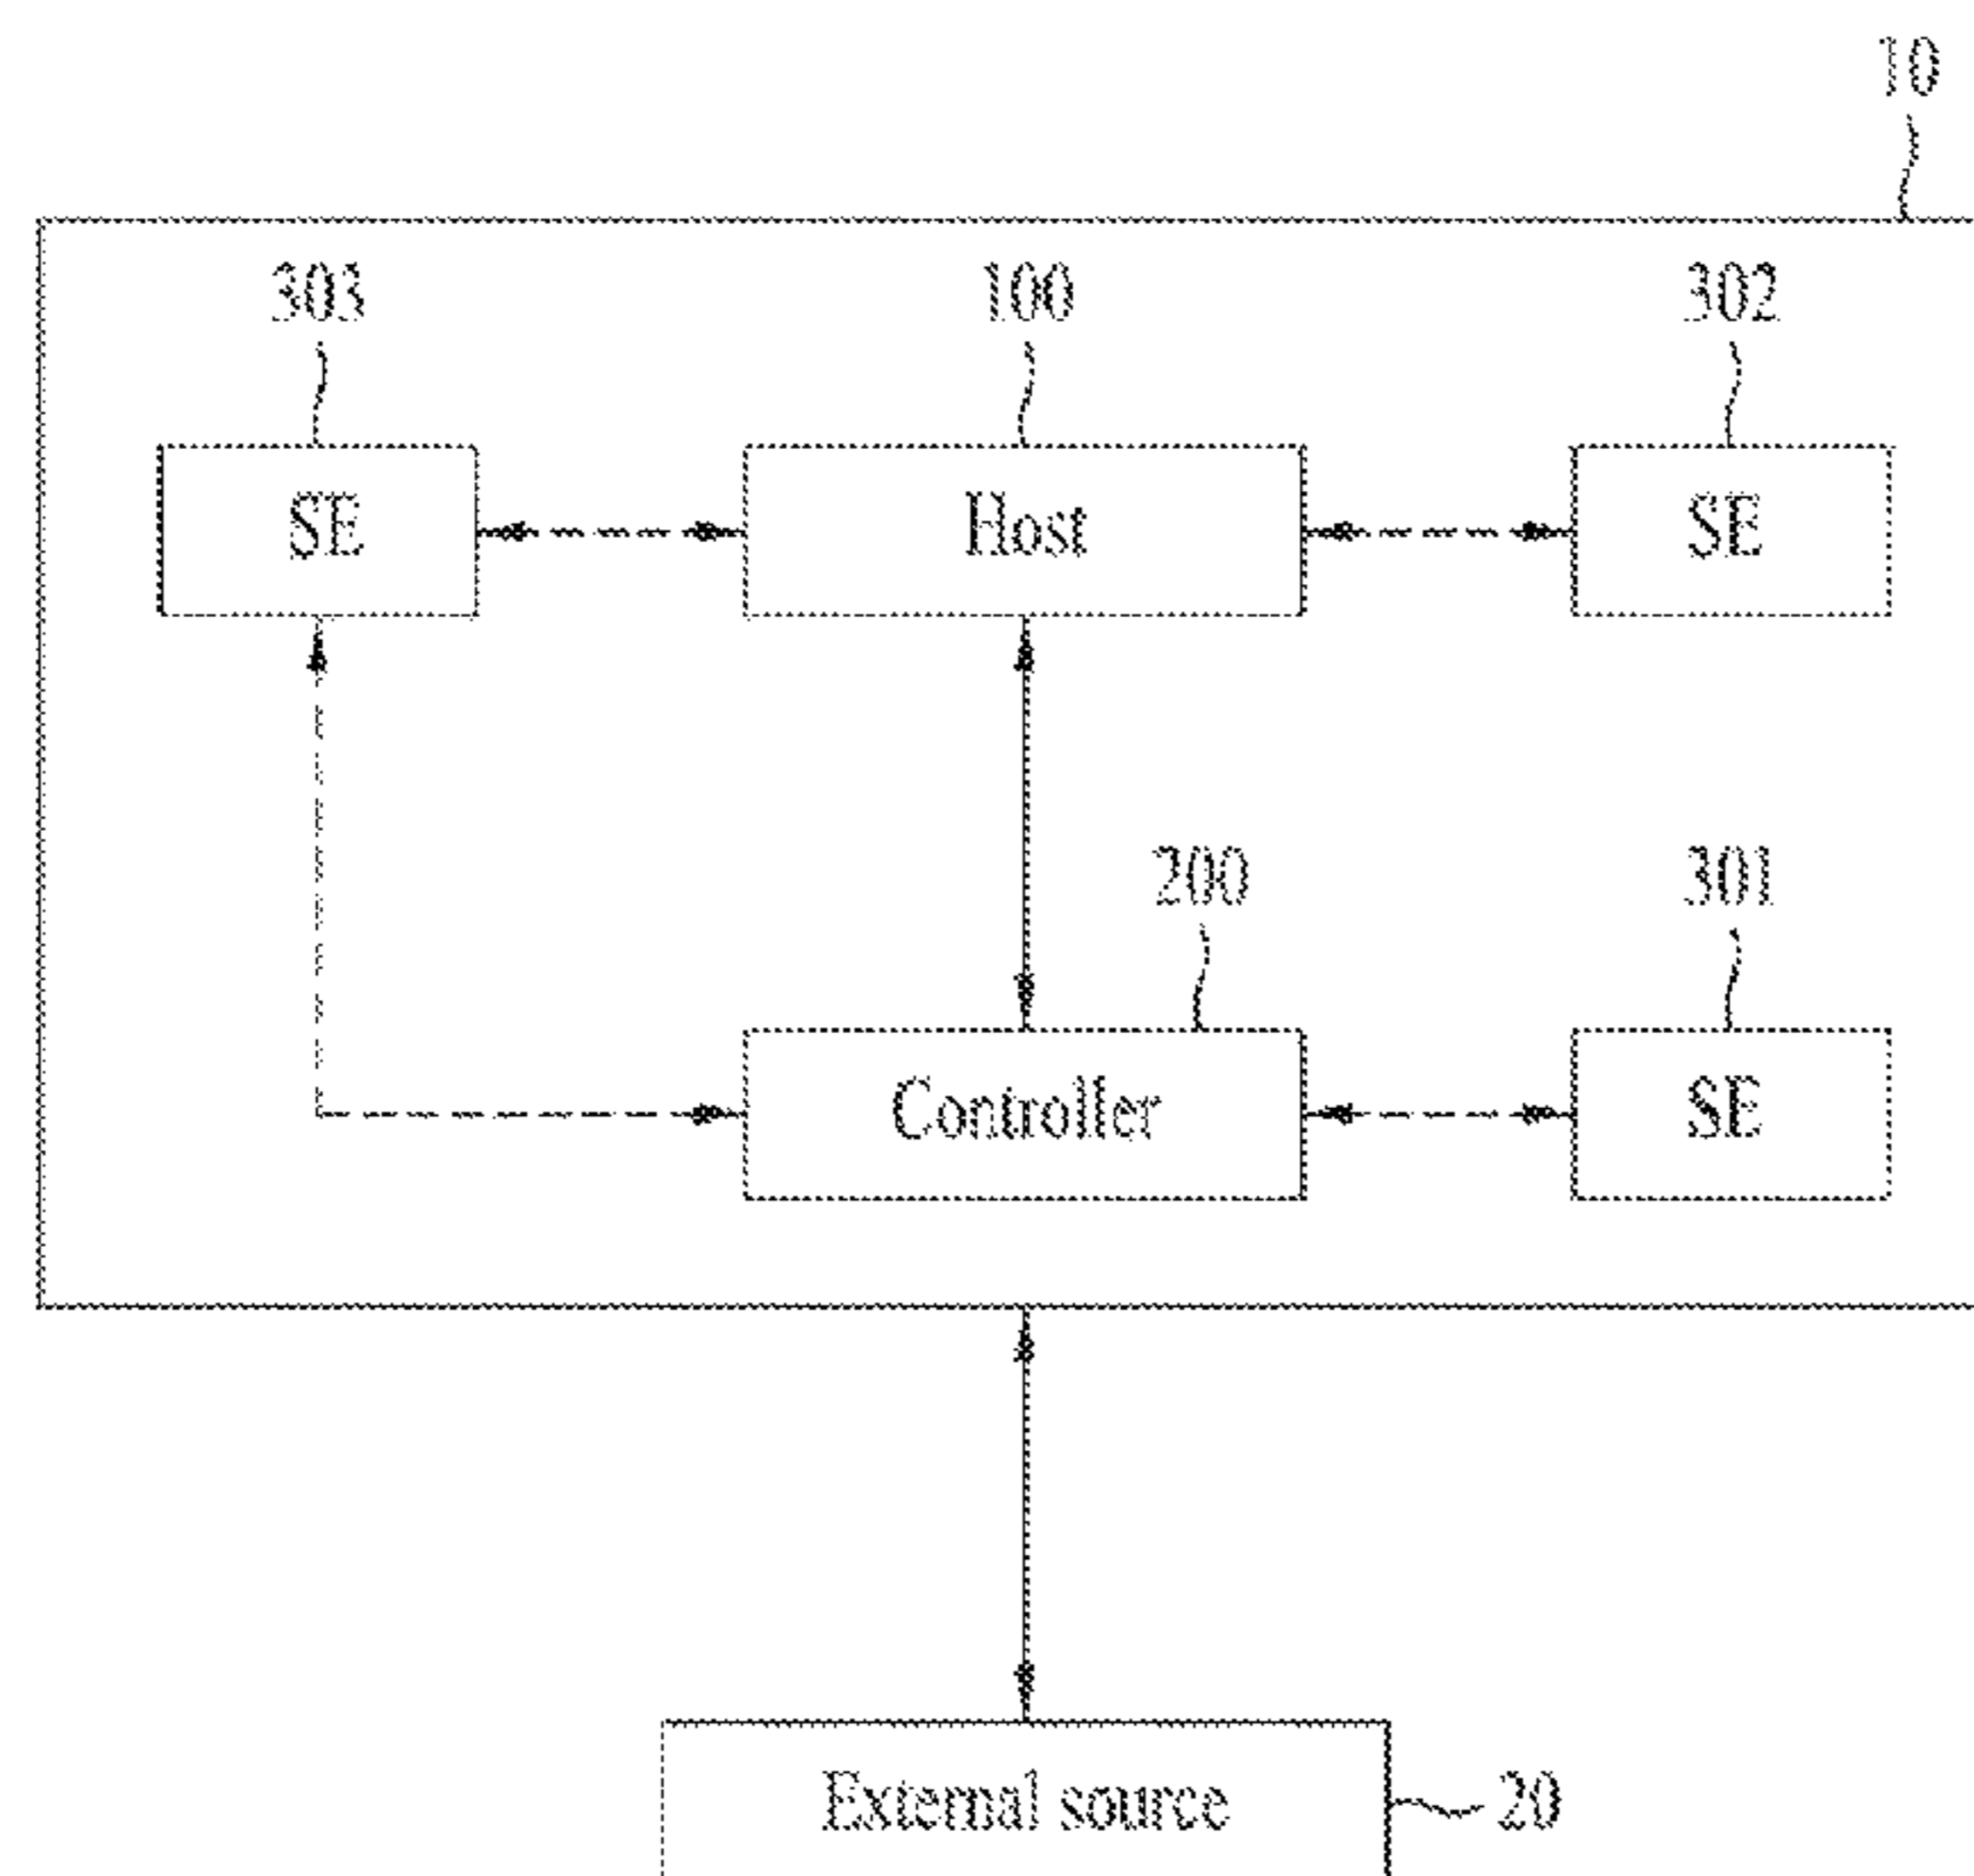 10
303 100 302
SE Host SE
200 301
Controller SE
External source 20